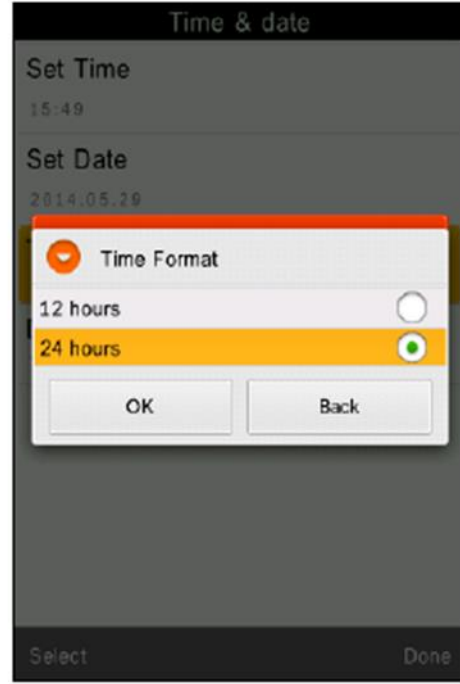 Time & date
Set Time
15:49
Set Date
2014.05.29
Time Format
12 hours
24 hours
OK
Back
Select
Done